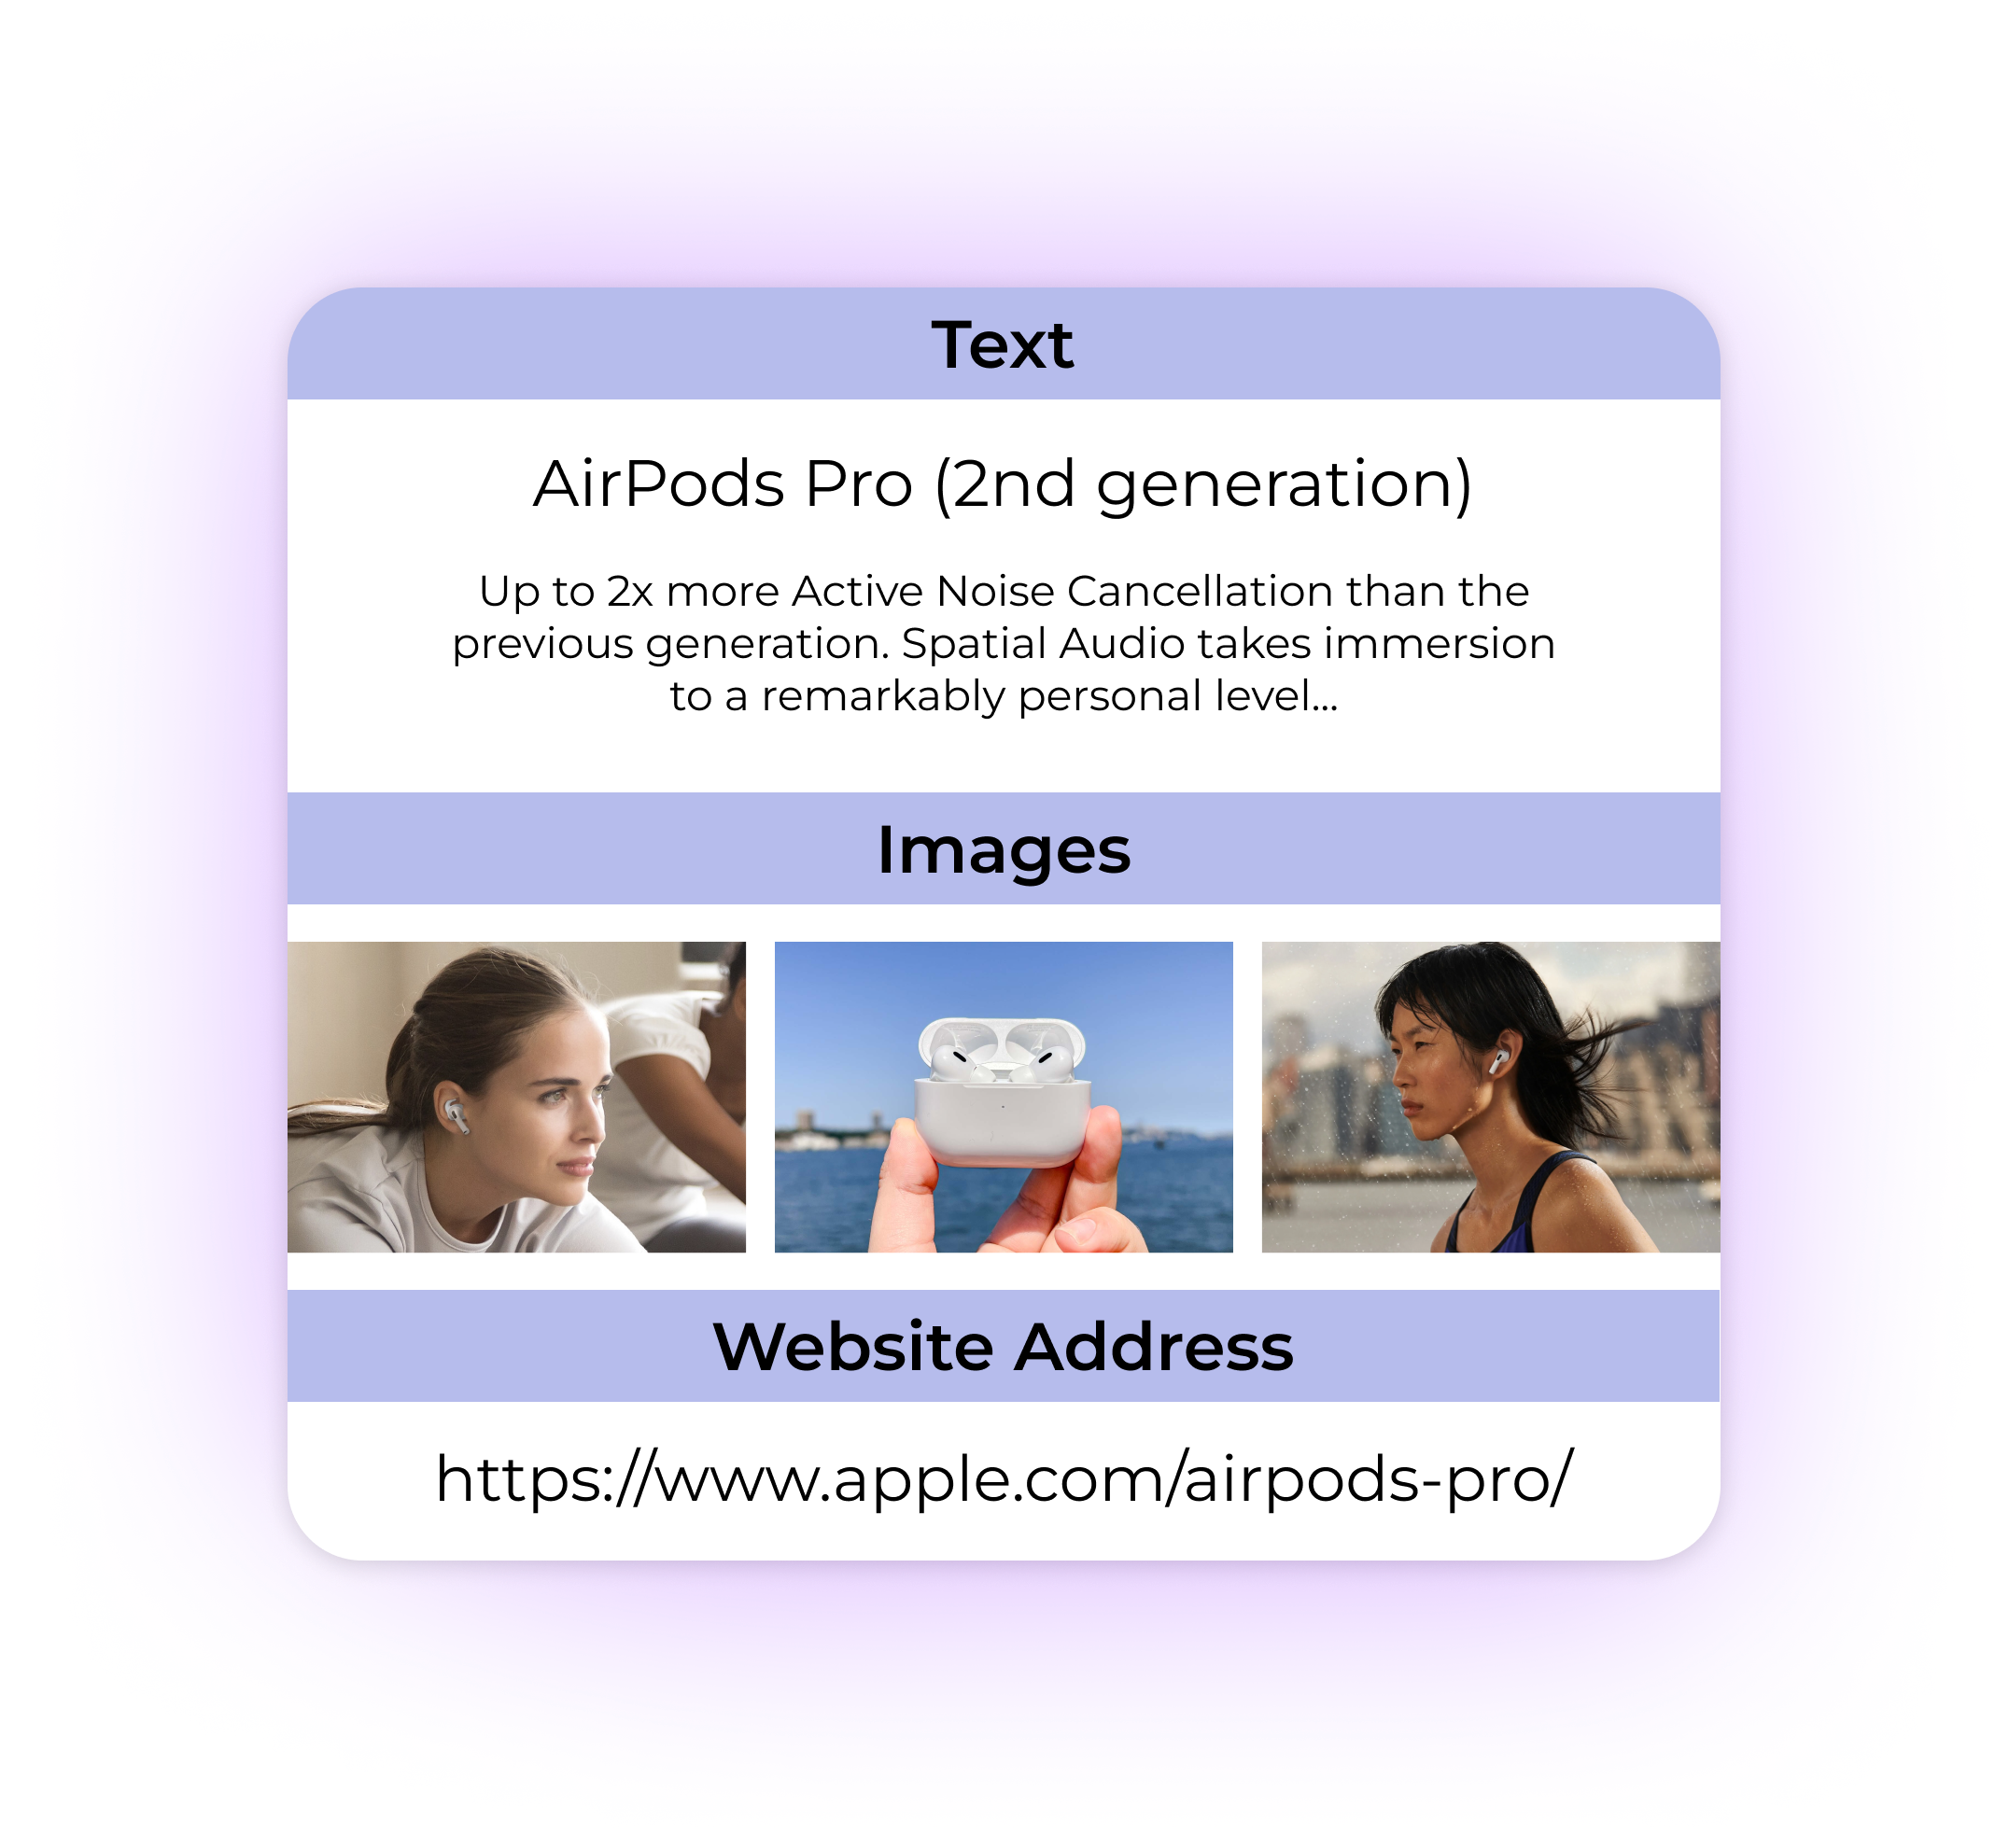 Text
AirPods Pro (2nd generation)
Up to 2x more Active Noise Cancellation than the
previous generation. Spatial Audio takes immersion
to a remarkably personal level...
Images
Website Address
https://www.apple.com/airpods-pro/